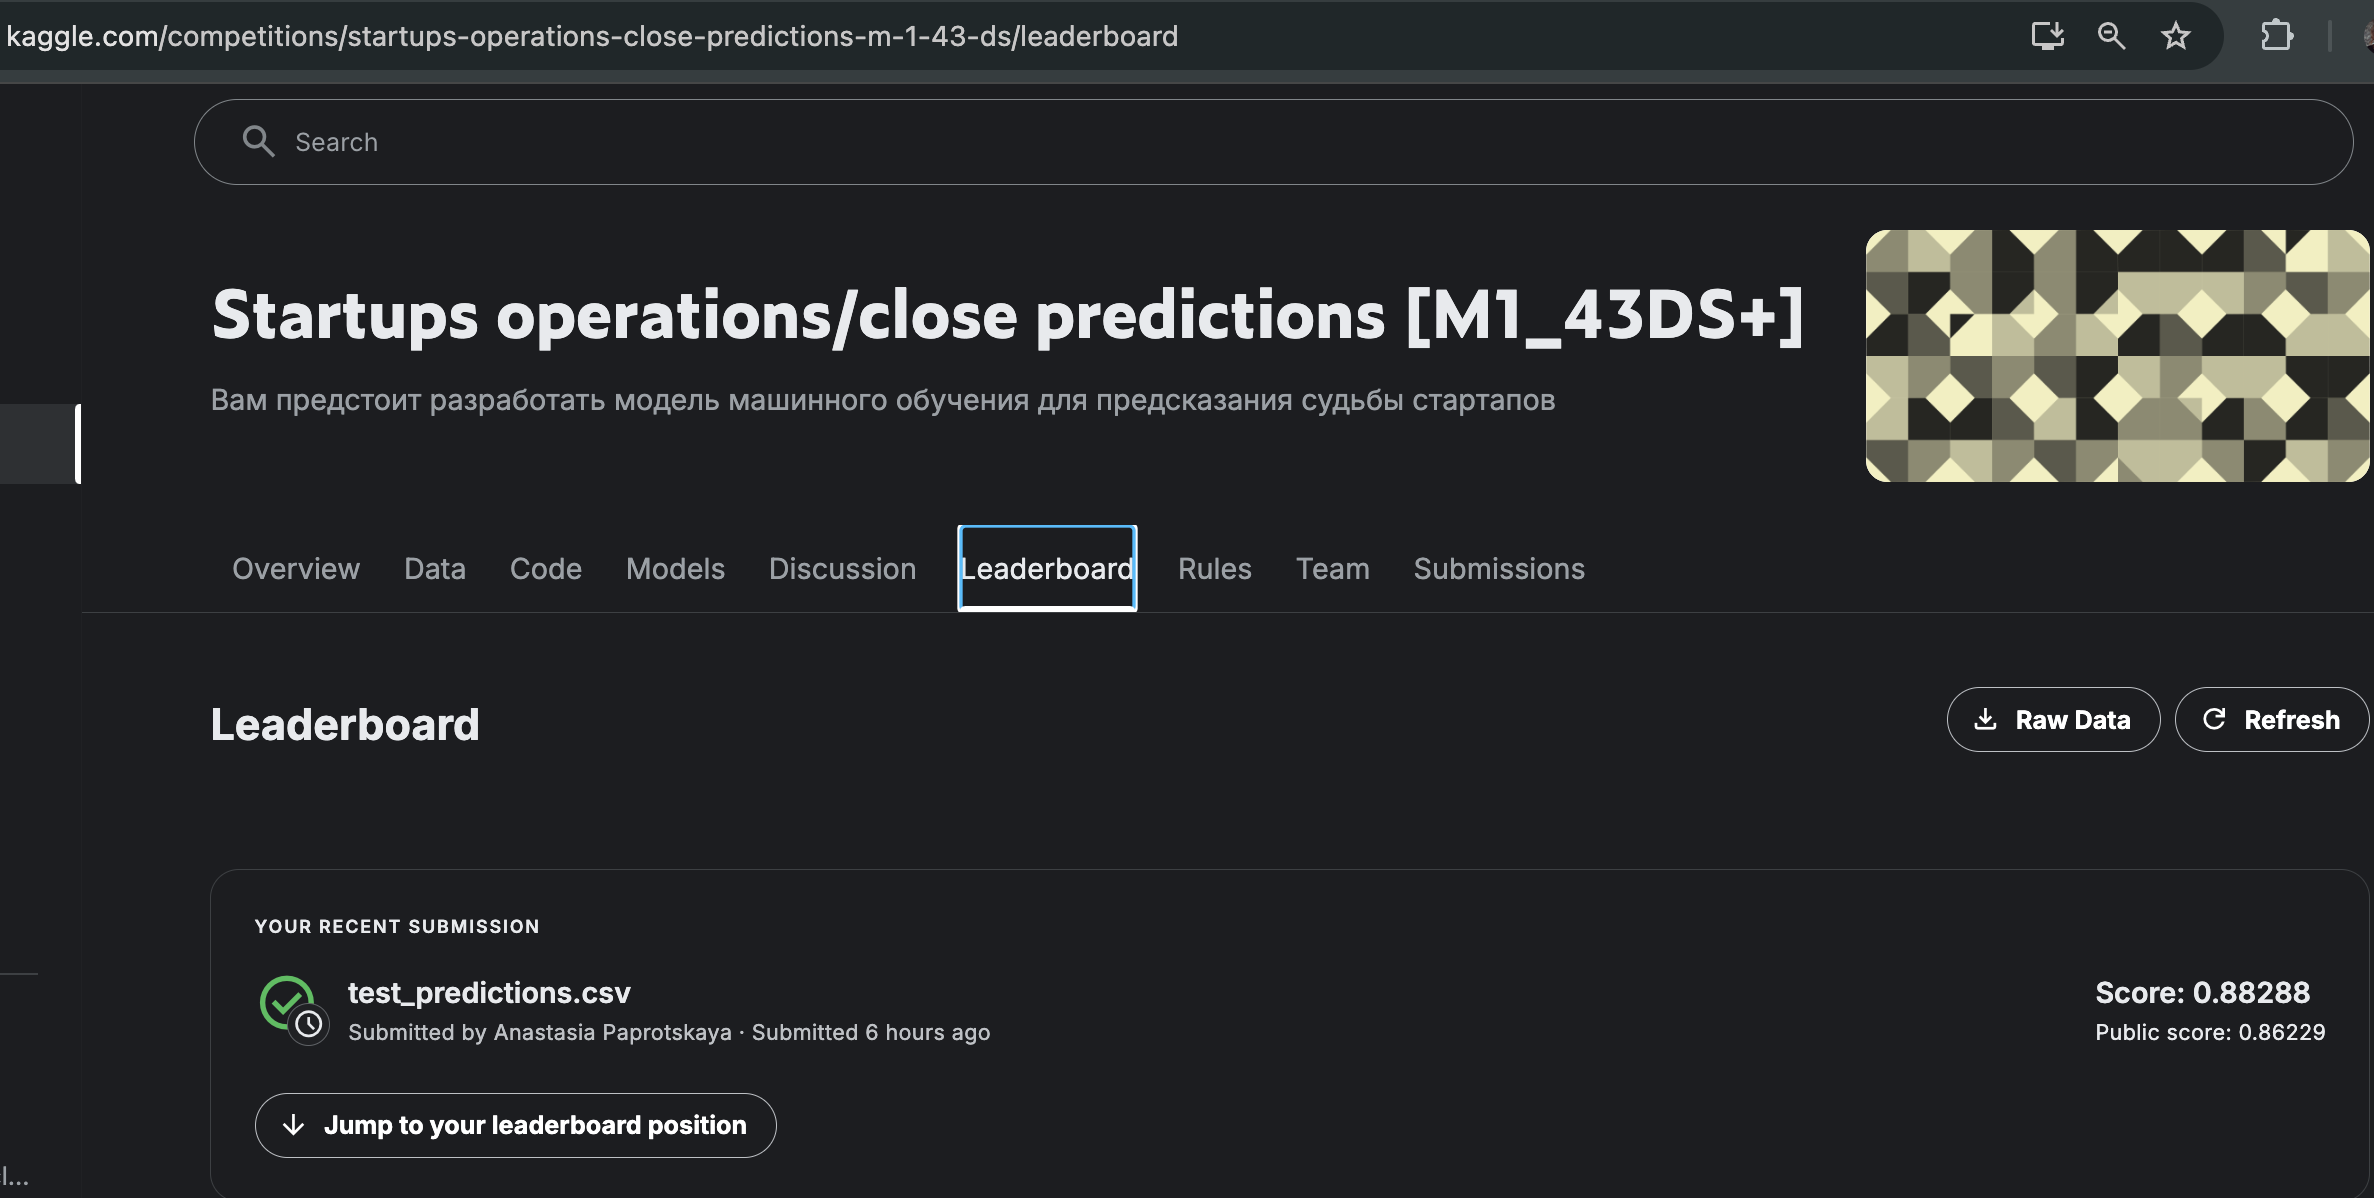 kaggle.com/competitions/startups-operations-close-predictions-m-1-43-ds/leaderboard
Search
Startups operations/close predictions [M1_43DS+]
Вам предстоит разработать модель машинного обучения для предсказания судьбы стартапов
Overview Data Code Models Discussion Leaderboard Rules Team Submissions
Leaderboard
Raw Data Refresh
YOUR RECENT SUBMISSION
test_predictions.csv
Score: 0.88288
Submitted by Anastasia Paprotskaya · Submitted 6 hours ago
Public score: 0.86229
Jump to your leaderboard position